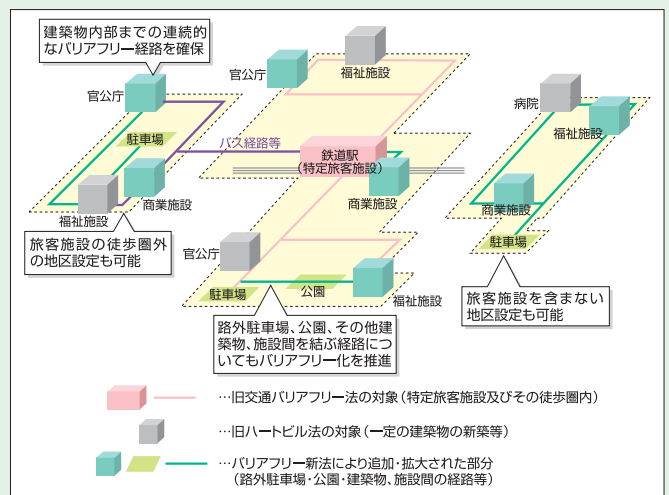 建築物内部までの連続的
なバリアフリー経路を確保
官公庁
駐車場
福祉施設
商業施設
旅客施設の徒歩圏外
の地区設定も可能
バス経路等
官公庁
福祉施設
鉄道駅
(特定旅客施設)
商業施設
官公庁
駐車場
公園
福祉施設
路外駐車場、公園、その他建
築物、施設間を結ぶ経路につ
いてもバリアフリー化を推進
病院
福祉施設
商業施設
駐車場
旅客施設を含まない
地区設定も可能
…旧交通バリアフリー法の対象(特定旅客施設及びその徒歩圏内)
…旧ハートビル法の対象(一定の建築物の新築等)
…バリアフリー新法により追加・拡大された部分
(路外駐車場・公園・建築物、施設間の経路等)